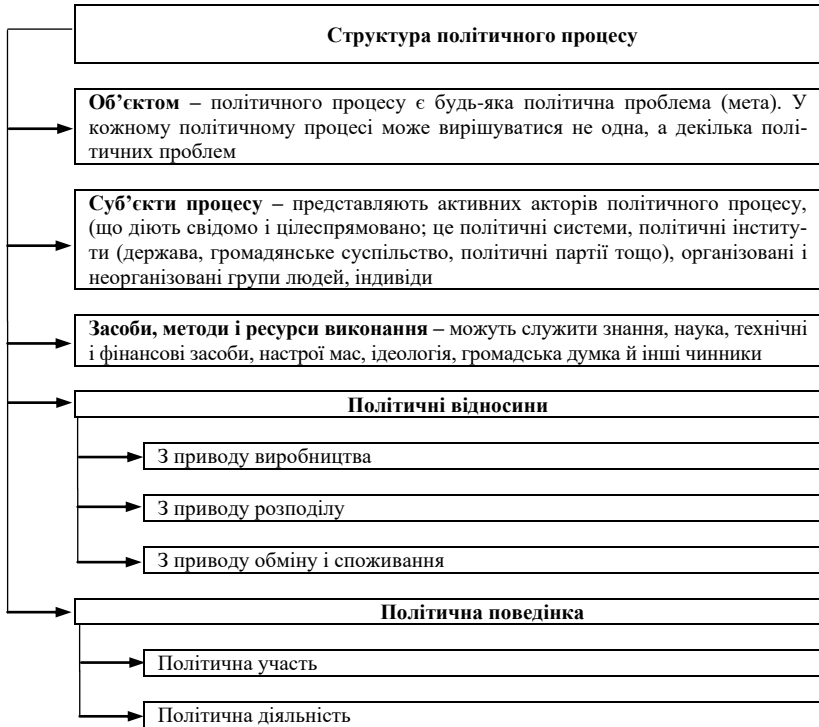 Структура політичного процесу
Об’єктом – політичного процесу є будь-яка політична проблема (мета). У
кожному політичному процесі може вирішуватися не одна, а декілька полі-
тичних проблем
Суб’єкти процесу – представляють активних акторів політичного процесу,
(що діють свідомо і цілеспрямовано; це політичні системи, політичні інститу-
ти (держава, громадянське суспільство, політичні партії тощо), організовані і
неорганізовані групи людей, індивіди
Засоби, методи і ресурси виконання – можуть служити знання, наука, технічні
і фінансові засоби, настрої мас, ідеологія, громадська думка й інші чинники
Політичні відносини
З приводу виробництва
З приводу розподілу
З приводу обміну і споживання
Політична поведінка
Політична участь
Політична діяльність